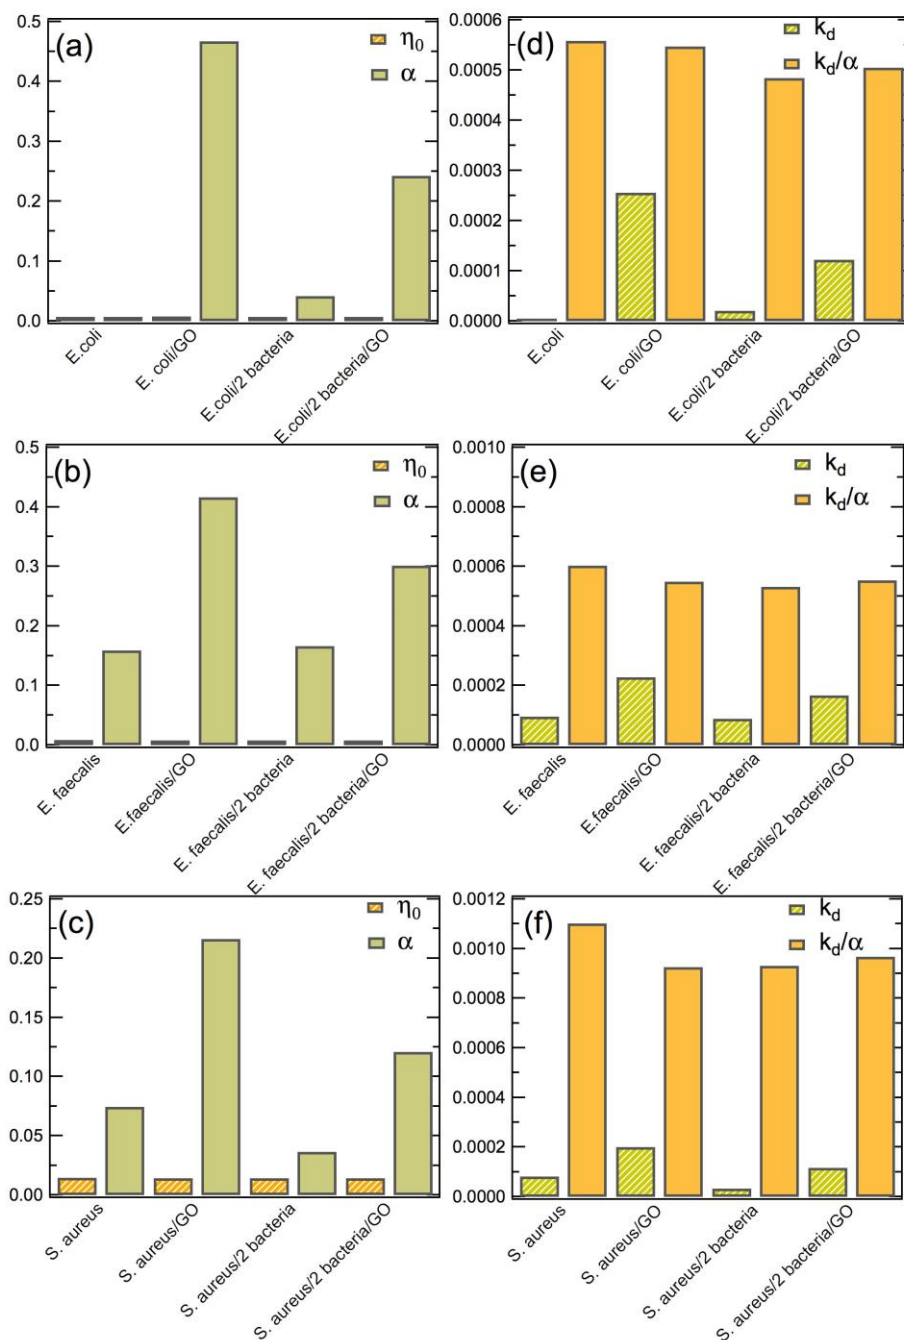 (a)
η₀
α
0.5
0.4
0.3
0.2
0.1
0.0
E.coli
E. coli/GO
E.coli/2 bacteria
E.coli/2 bacteria/GO
(d)
k_d
k_d/α
0.0006
0.0005
0.0004
0.0003
0.0002
0.0001
0.0000
E.coli
E. coli/GO
E.coli/2 bacteria
E.coli/2 bacteria/GO
(b)
η₀
α
0.5
0.4
0.3
0.2
0.1
0.0
E. faecalis
E.faecalis/GO
E. faecalis/2 bacteria
E. faecalis/2 bacteria/GO
(e)
k_d
k_d/α
0.0010
0.0008
0.0006
0.0004
0.0002
0.0000
E. faecalis
E.faecalis/GO
E. faecalis/2 bacteria
E. faecalis/2 bacteria/GO
(c)
η₀
α
0.25
0.20
0.15
0.10
0.05
0.00
S. aureus
S. aureus/GO
S. aureus/2 bacteria
S. aureus/2 bacteria/GO
(f)
k_d
k_d/α
0.0012
0.0010
0.0008
0.0006
0.0004
0.0002
0.0000
S. aureus
S. aureus/GO
S. aureus/2 bacteria
S. aureus/2 bacteria/GO